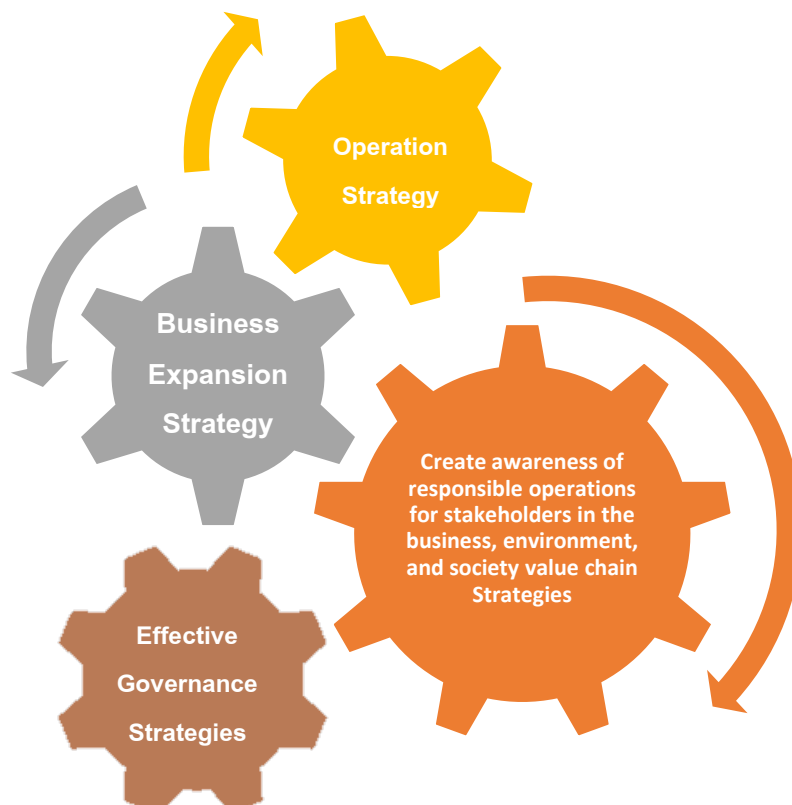 Operation
Strategy
Business
Expansion
Strategy
Create awareness of
responsible operations
for stakeholders in the
business, environment,
and society value chain
Strategies
Effective
Governance
Strategies